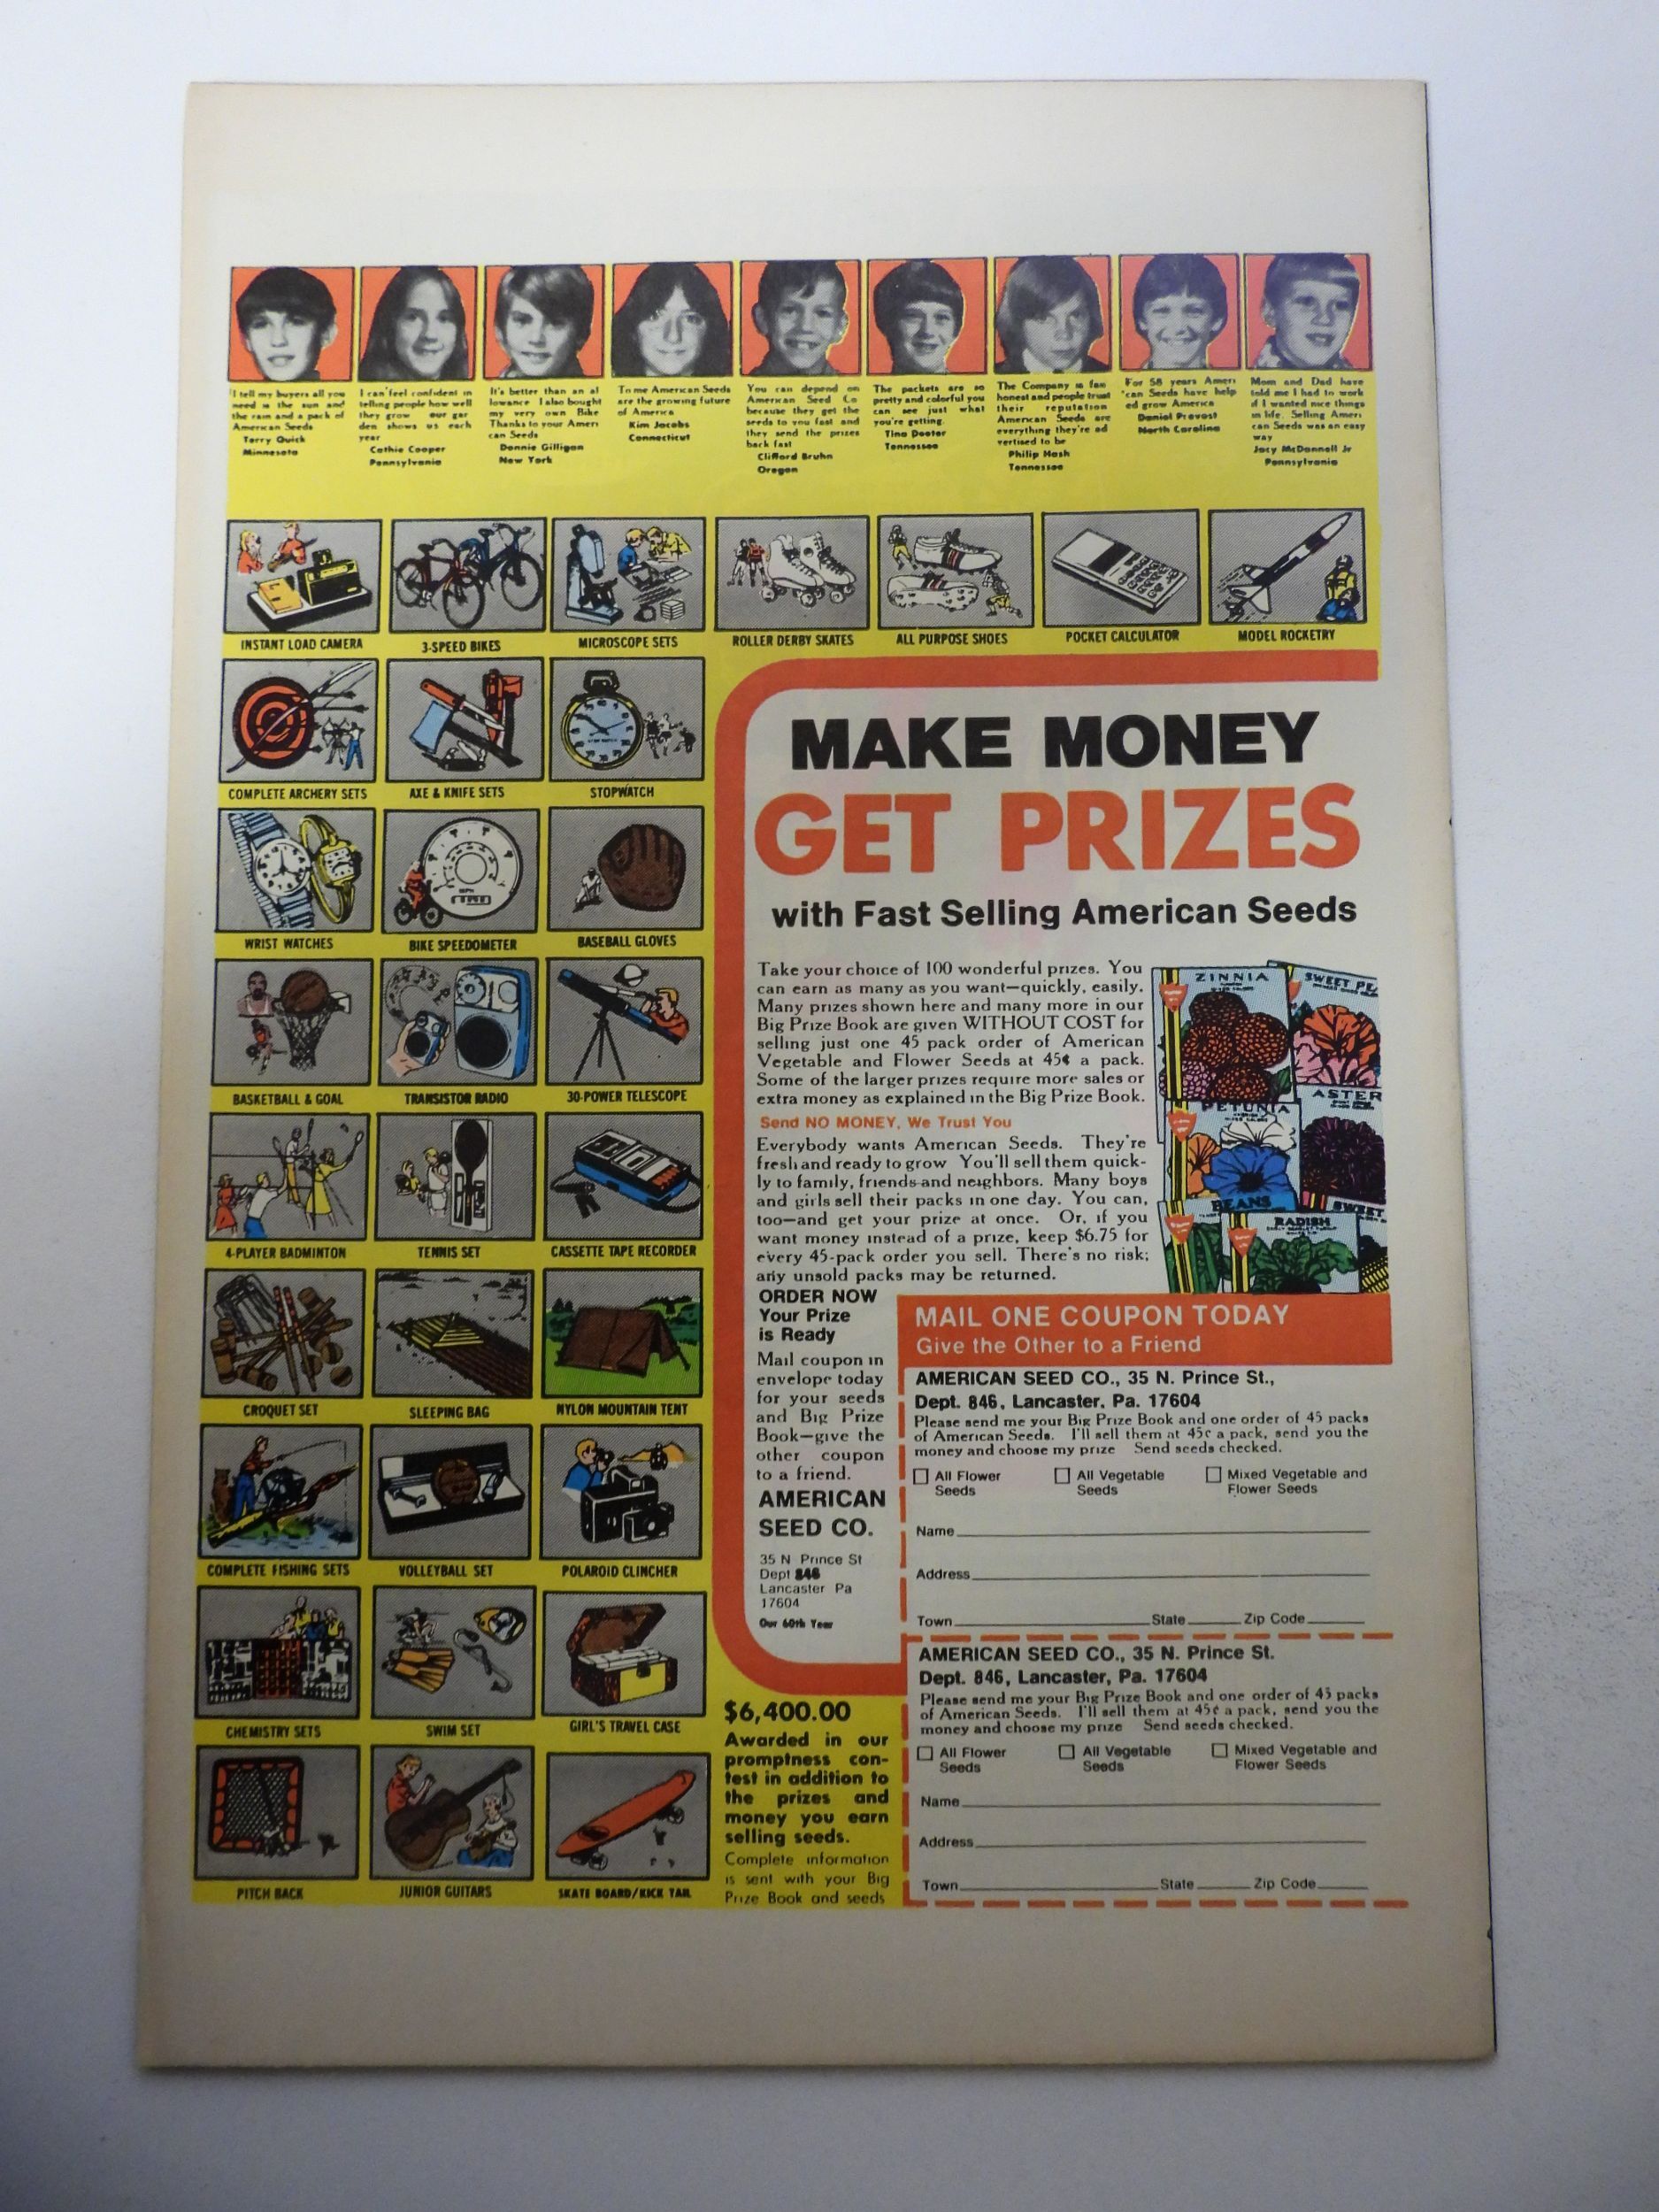 I tell my buyers all you
need is the sun and
the rain and a pack of
American Seeds
Terry Quick
Minnesota
I can feel confident in
telling people how well
they grow our gar
den shows us each
year
Cathie Cooper
Pennsylvania
It's better than an al
lowance I also bought
my very own Bike
Thanks to your Ameri
can Seeds
Donnie Gilligan
New York
To me American Seeds
are the growing future
of America
Kim Jacobs
Connecticut
You can depend on
American Seed Co
because they get the
seeds to you fast and
they send the prizes
back fast
Clifford Bruhn
Oregon
The packets are so
pretty and colorful you
can see just what
you're getting.
Tina Deeter
Tennessee
The Company is fan
honest and people trust
their reputation
American Seeds are
everything they're ad
vertised to be
Philip Hash
Tennessee
For 58 years Ameri
can Seeds have help
ed grow America
Daniel Prevost
North Carolina
Mom and Dad have
told me I had to work
if I wanted nice things
in life. Selling Ameri
can Seeds was an easy
way
Jacy McDonnell Jr
Pennsylvania
INSTANT LOAD CAMERA
3-SPEED BIKES
MICROSCOPE SETS
ROLLER DERBY SKATES
ALL PURPOSE SHOES
POCKET CALCULATOR
MODEL ROCKETRY
COMPLETE ARCHERY SETS
AXE & KNIFE SETS
STOPWATCH
WRIST WATCHES
BIKE SPEEDOMETER
BASEBALL GLOVES
BASKETBALL & GOAL
TRANSISTOR RADIO
30-POWER TELESCOPE
4-PLAYER BADMINTON
TENNIS SET
CASSETTE TAPE RECORDER
CROQUET SET
SLEEPING BAG
NYLON MOUNTAIN TENT
COMPLETE FISHING SETS
VOLLEYBALL SET
POLAROID CLINCHER
CHEMISTRY SETS
SWIM SET
GIRL'S TRAVEL CASE
PITCH BACK
JUNIOR GUITARS
SKATE BOARD/KICK TAIL
MAKE MONEY
GET PRIZES
with Fast Selling American Seeds
Take your choice of 100 wonderful prizes. You
can earn as many as you want—quickly, easily.
Many prizes shown here and many more in our
Big Prize Book are given WITHOUT COST for
selling just one 45 pack order of American
Vegetable and Flower Seeds at 45¢ a pack.
Some of the larger prizes require more sales or
extra money as explained in the Big Prize Book.
Send NO MONEY, We Trust You
Everybody wants American Seeds. They're
fresh and ready to grow You'll sell them quick-
ly to family, friends and neighbors. Many boys
and girls sell their packs in one day. You can,
too—and get your prize at once. Or, if you
want money instead of a prize, keep $6.75 for
every 45-pack order you sell. There's no risk;
any unsold packs may be returned.
ZINNIA
SWEET PE
PETUNIA
ASTER
BEANS
RADISH
SWEET
ORDER NOW
Your Prize
is Ready
Mail coupon in
envelope today
for your seeds
and Big Prize
Book—give the
other coupon
to a friend.
AMERICAN
SEED CO.
35 N Prince St
Dept 846
Lancaster Pa
17604
Our 60th Year
$6,400.00
Awarded in our
promptness con-
test in addition to
the prizes and
money you earn
selling seeds.
Complete information
is sent with your Big
Prize Book and seeds
MAIL ONE COUPON TODAY
Give the Other to a Friend
AMERICAN SEED CO., 35 N. Prince St.,
Dept. 846, Lancaster, Pa. 17604
Please send me your Big Prize Book and one order of 45 packs
of American Seeds. I'll sell them at 45¢ a pack, send you the
money and choose my prize Send seeds checked.
All Flower
Seeds
All Vegetable
Seeds
Mixed Vegetable and
Flower Seeds
Name
Address
Town State Zip Code
AMERICAN SEED CO., 35 N. Prince St.
Dept. 846, Lancaster, Pa. 17604
Please send me your Big Prize Book and one order of 45 packs
of American Seeds. I'll sell them at 45¢ a pack, send you the
money and choose my prize Send seeds checked.
All Flower
Seeds
All Vegetable
Seeds
Mixed Vegetable and
Flower Seeds
Name
Address
Town State Zip Code